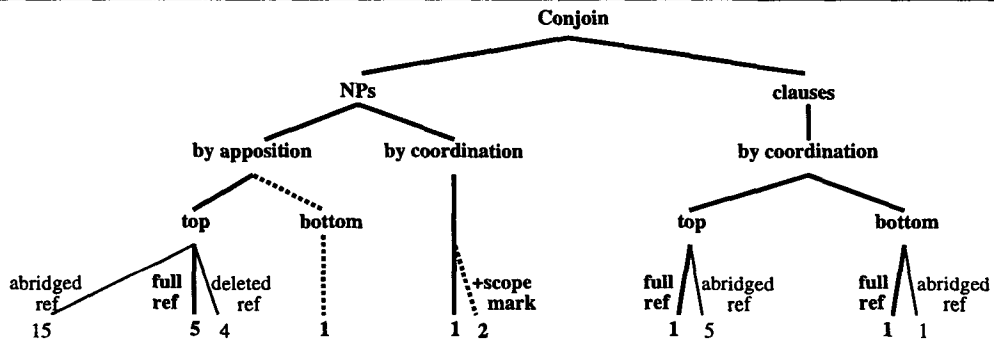 Conjoin
NPs clauses
by apposition by coordination by coordination
top bottom top bottom
abridged ref full ref deleted ref +scope mark full ref abridged ref full ref abridged ref
15 5 4 1 1 2 1 5 1 1